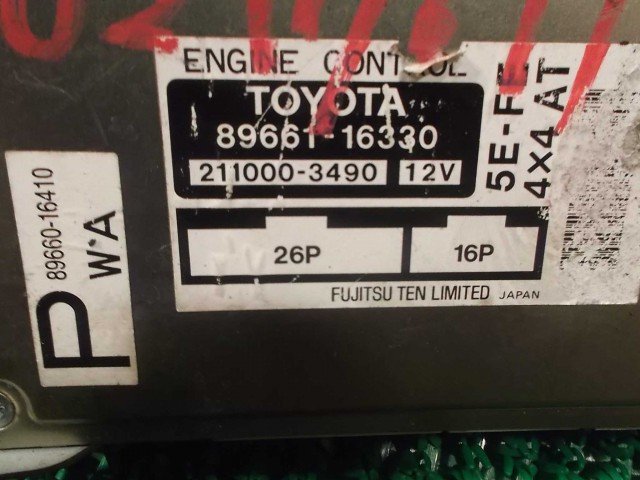 ENGINE CONTROL
TOYOTA
89661-16330
211000-3490 12V
5E-FE
4×4 AT
26P 16P
FUJITSU TEN LIMITED JAPAN
P
89660-16410
W*A